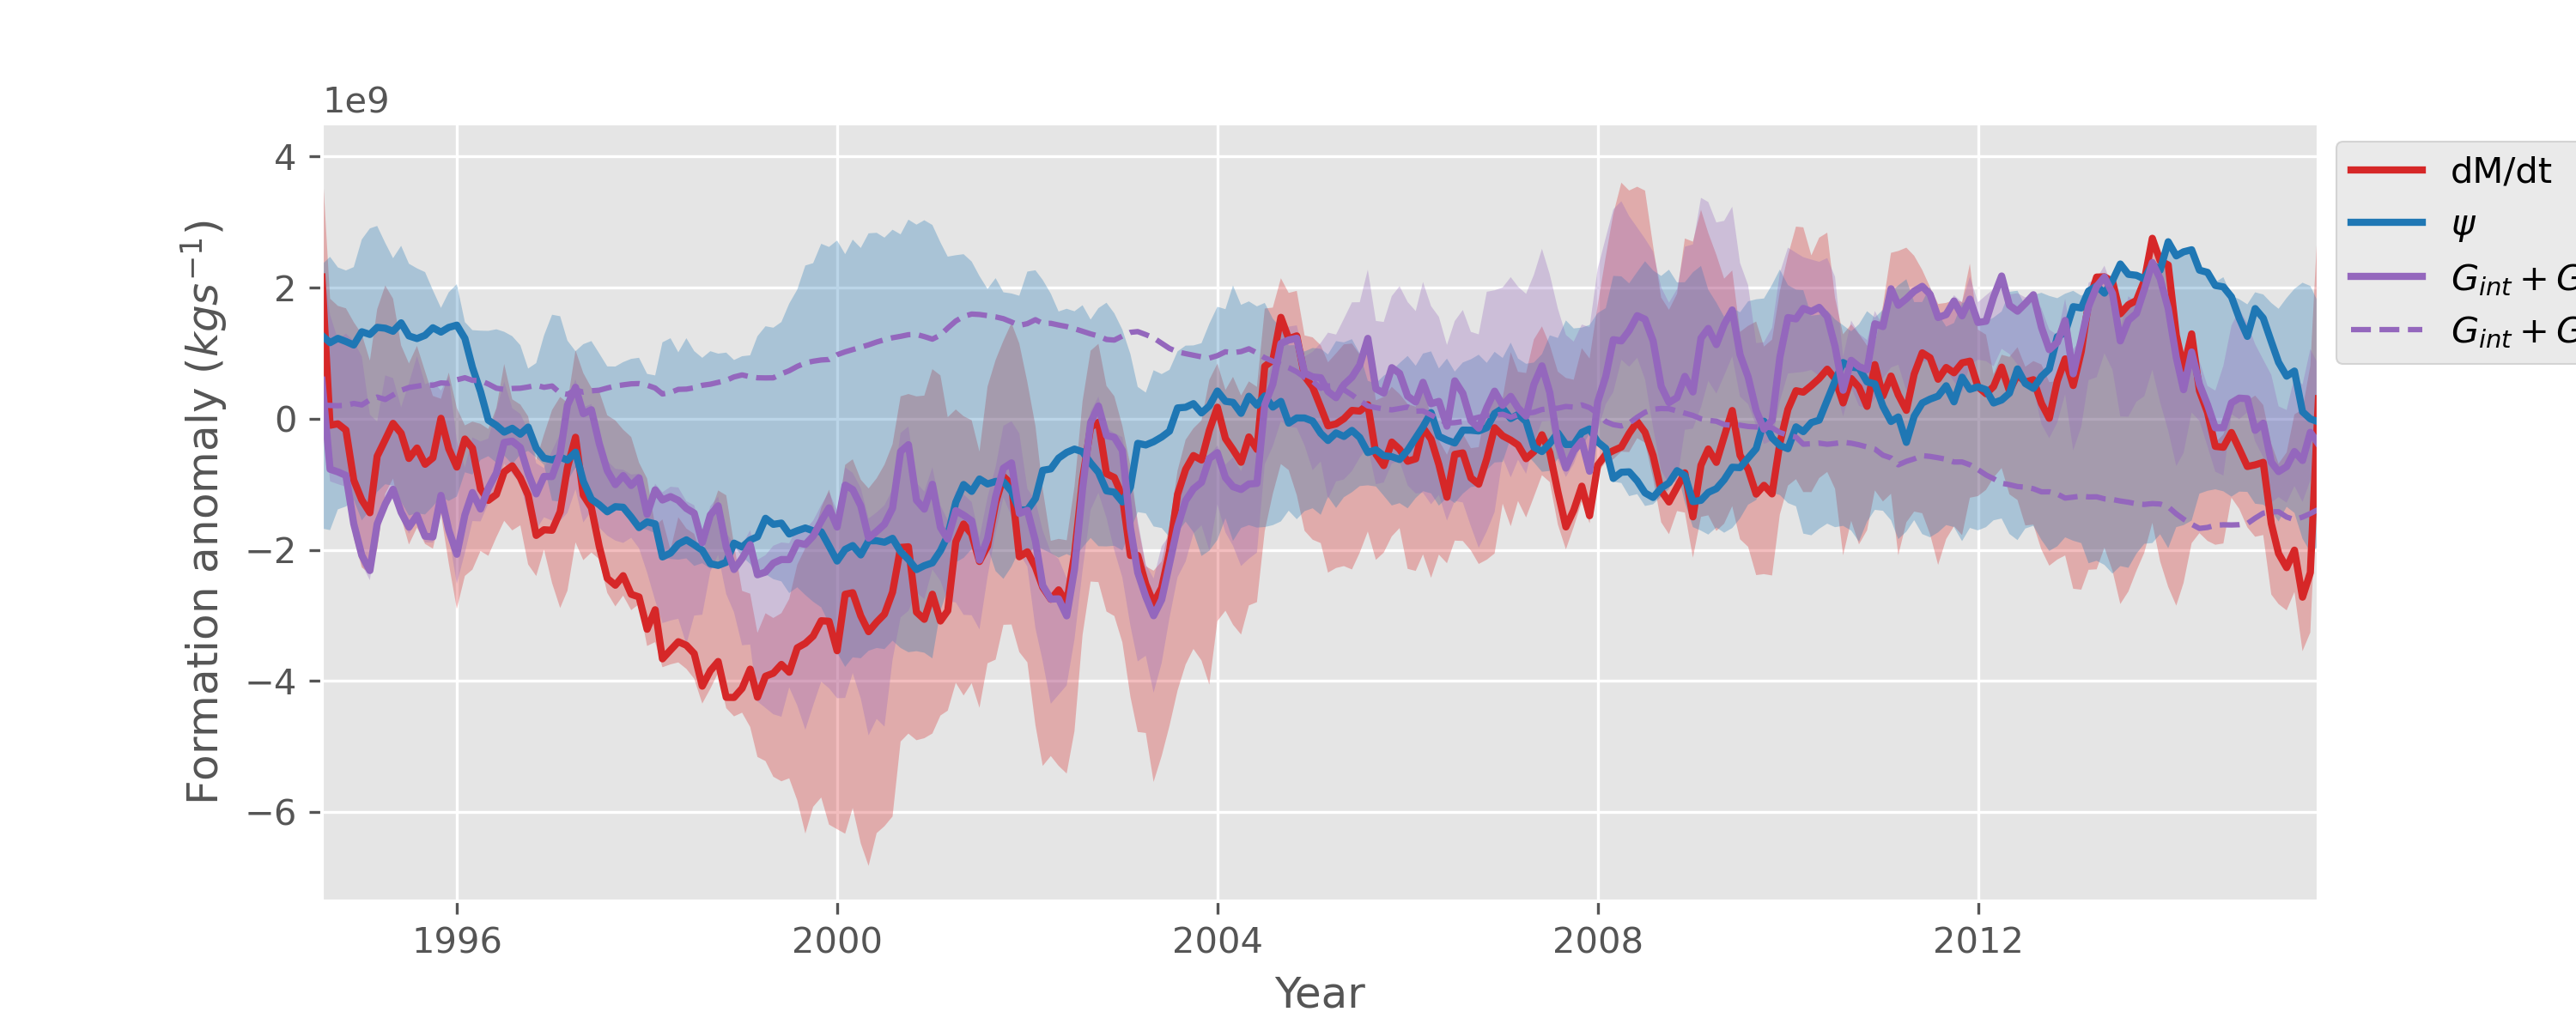 1e9
4
2
0
−2
−4
−6
Formation anomaly (kgs⁻¹)
1996
2000
2004
2008
2012
Year
dM/dt
ψ
G_int + G
G_int + G